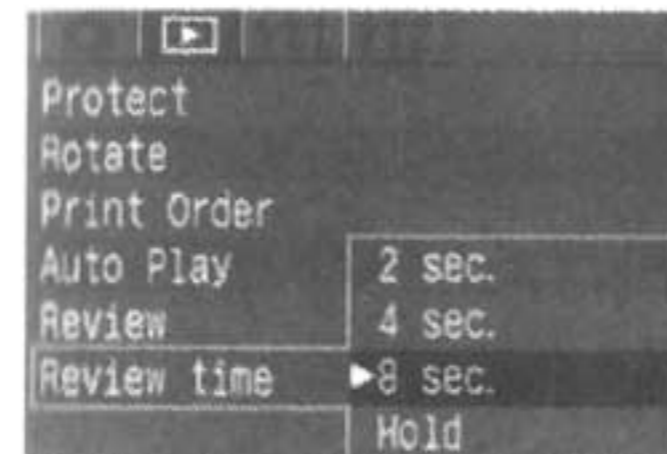 Protect
Rotate
Print Order
Auto Play
Review
Review time
2 sec.
4 sec.
8 sec.
Hold